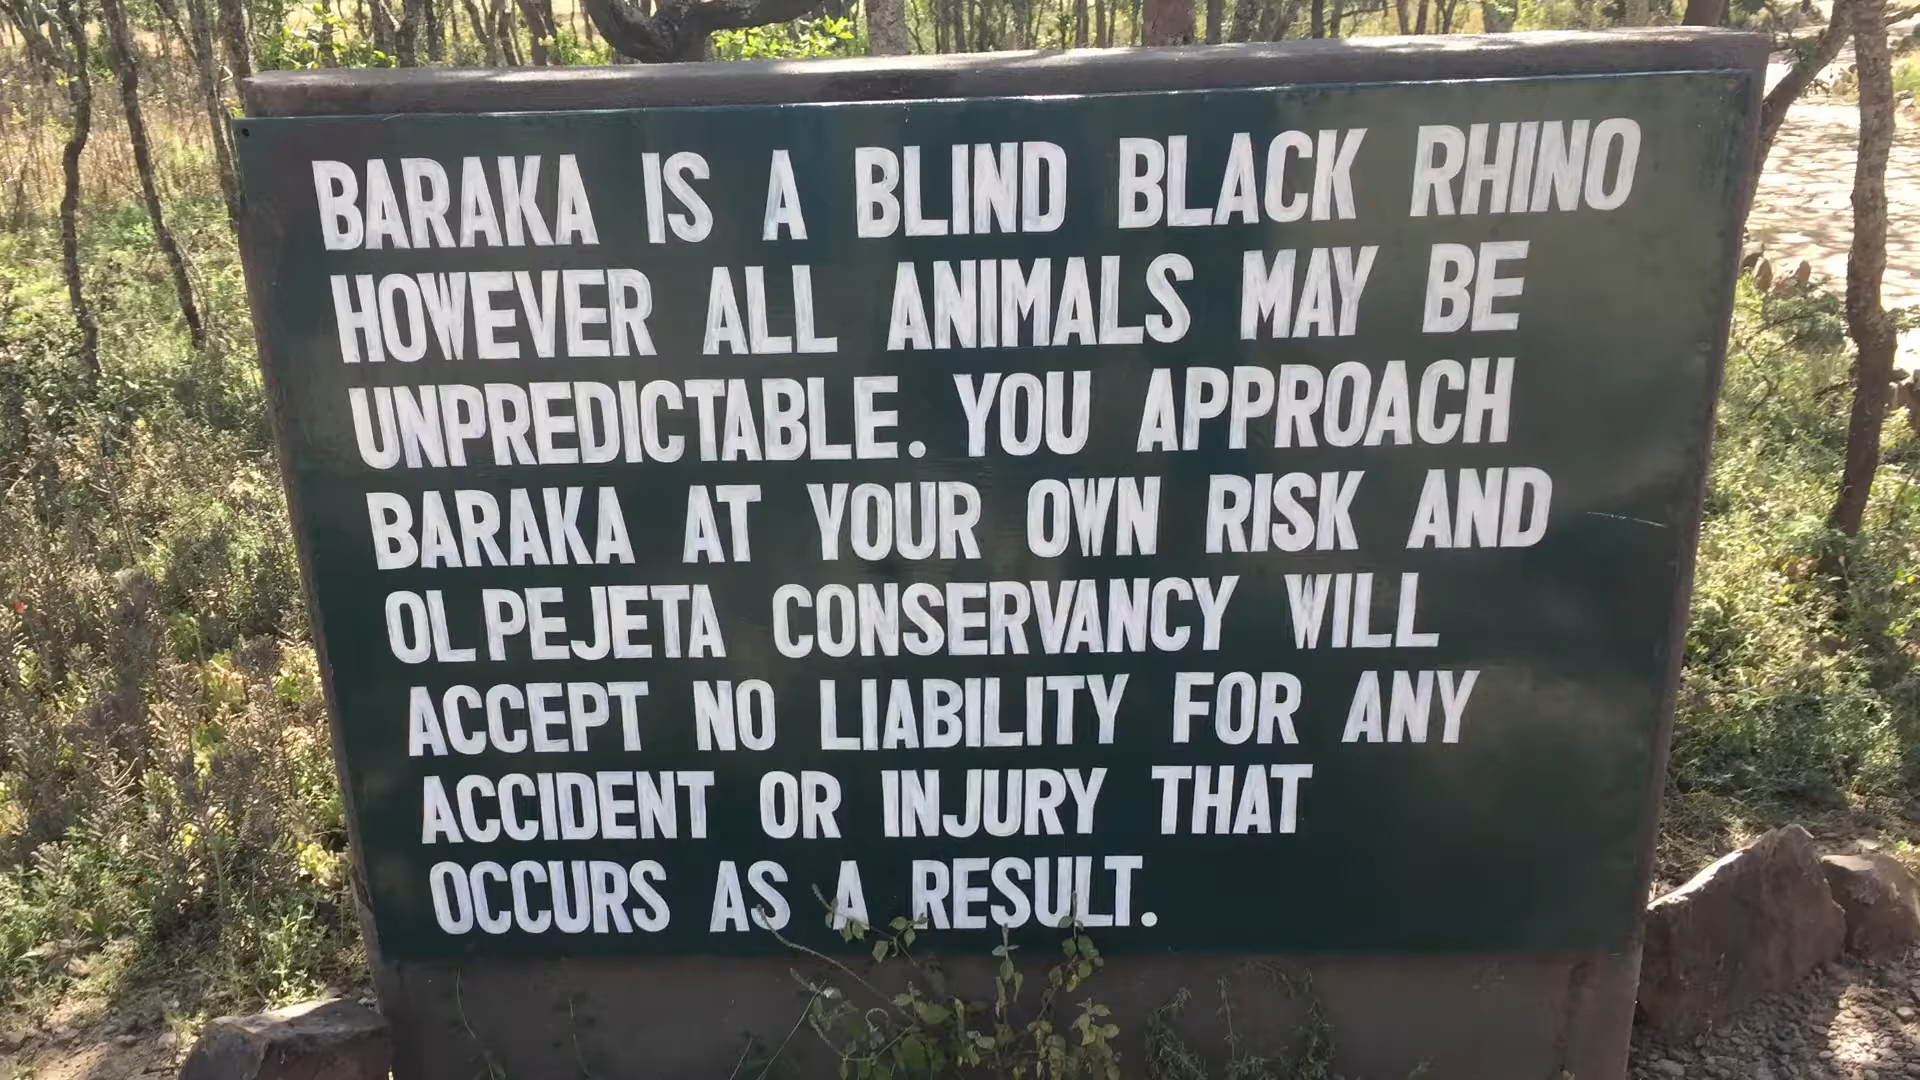 BARAKA IS A BLIND BLACK RHINO
HOWEVER ALL ANIMALS MAY BE
UNPREDICTABLE. YOU APPROACH
BARAKA AT YOUR OWN RISK AND
OL PEJETA CONSERVANCY WILL
ACCEPT NO LIABILITY FOR ANY
ACCIDENT OR INJURY THAT
OCCURS AS A RESULT.